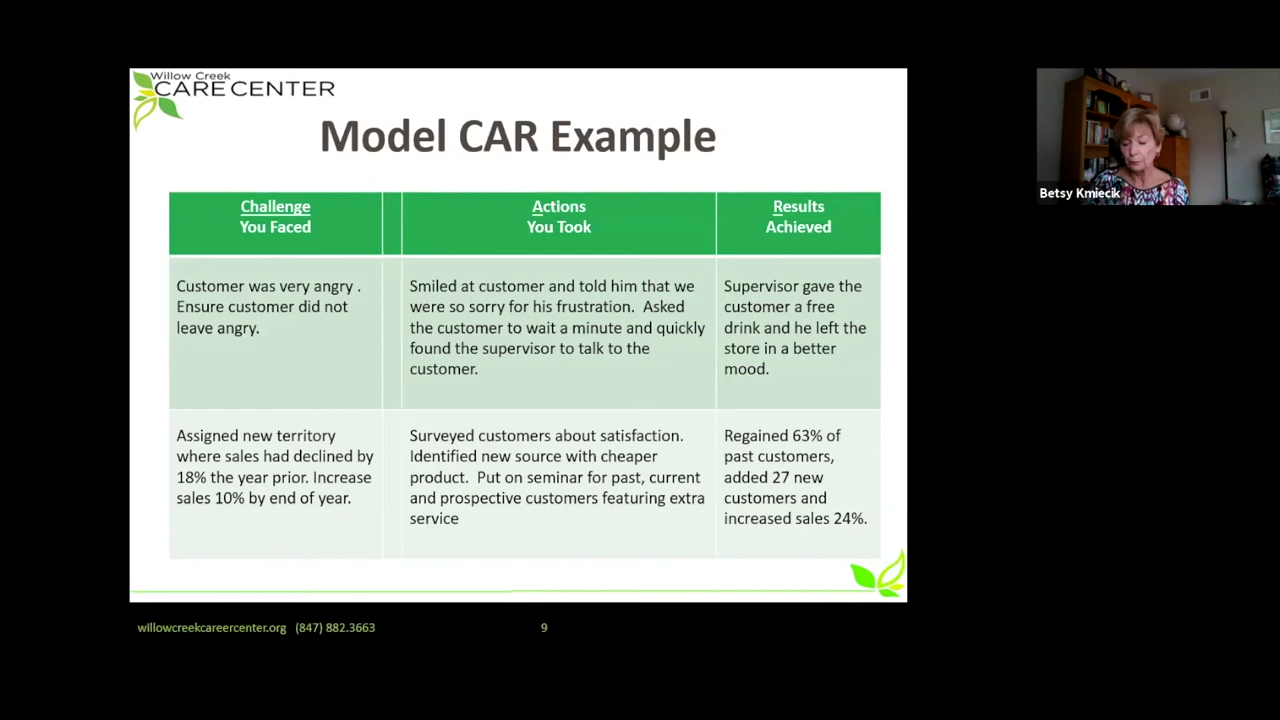 Willow Creek
CARE CENTER
Model CAR Example
Challenge
You Faced
Actions
You Took
Results
Achieved
Customer was very angry .
Ensure customer did not
leave angry.
Smiled at customer and told him that we
were so sorry for his frustration.  Asked
the customer to wait a minute and quickly
found the supervisor to talk to the
customer.
Supervisor gave the
customer a free
drink and he left the
store in a better
mood.
Assigned new territory
where sales had declined by
18% the year prior. Increase
sales 10% by end of year.
Surveyed customers about satisfaction.
Identified new source with cheaper
product.  Put on seminar for past, current
and prospective customers featuring extra
service
Regained 63% of
past customers,
added 27 new
customers and
increased sales 24%.
willowcreekcareercenter.org   (847) 882.3663
9
Betsy Kmiecik